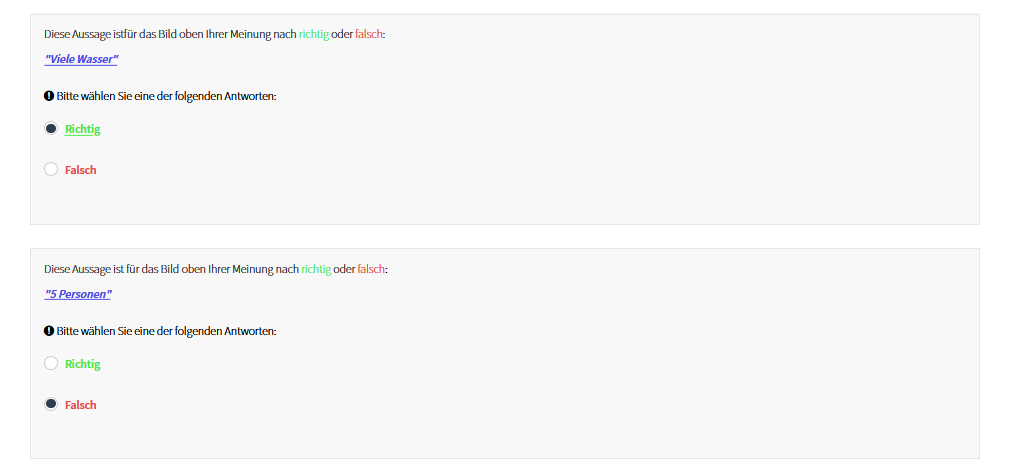 Diese Aussage istfür das Bild oben Ihrer Meinung nach richtig oder falsch:
"Viele Wasser"
Bitte wählen Sie eine der folgenden Antworten:
Richtig
Falsch
Diese Aussage ist für das Bild oben Ihrer Meinung nach richtig oder falsch:
"5 Personen"
Bitte wählen Sie eine der folgenden Antworten:
Richtig
Falsch